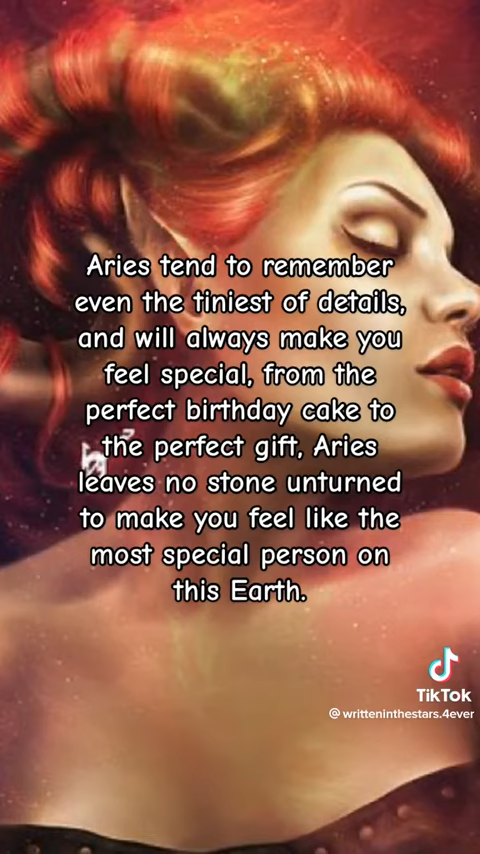 Aries tend to remember
even the tiniest of details,
and will always make you
feel special, from the
perfect birthday cake to
the perfect gift, Aries
leaves no stone unturned
to make you feel like the
most special person on
this Earth.
TikTok
@writteninthestars.4ever